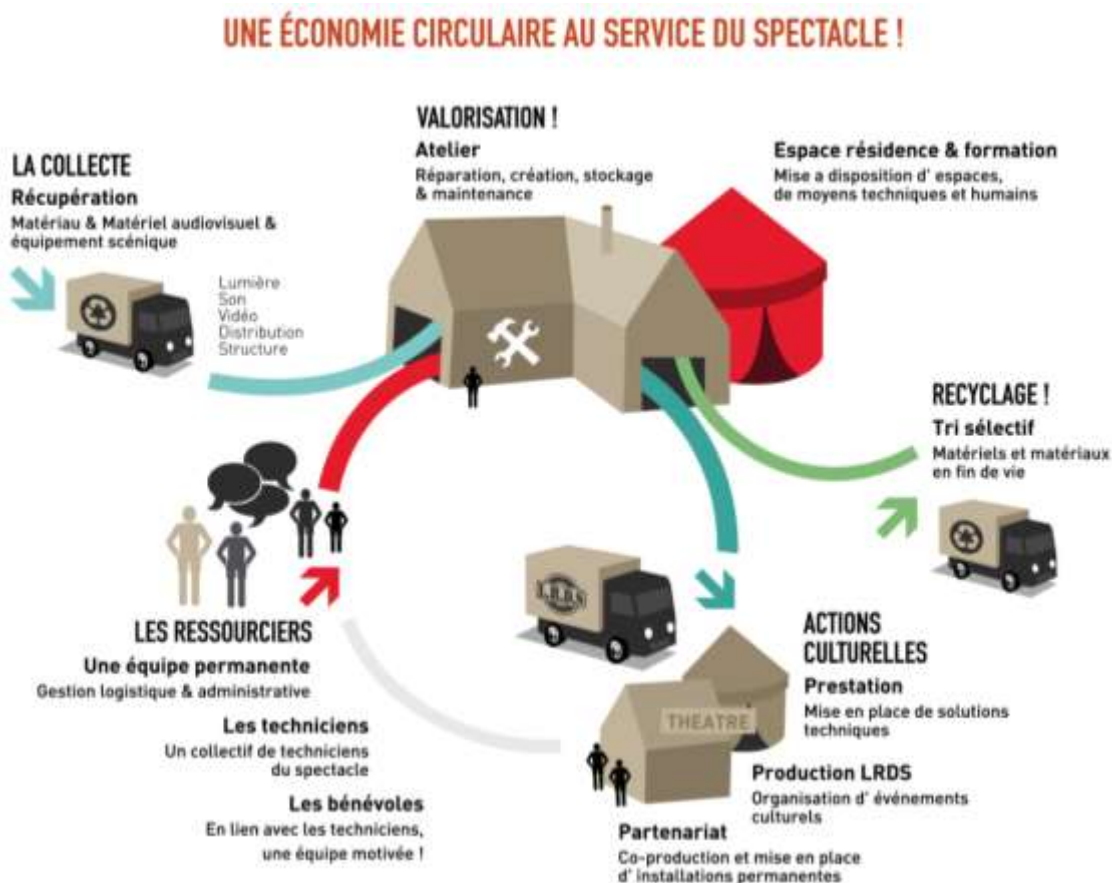 UNE ÉCONOMIE CIRCULAIRE AU SERVICE DU SPECTACLE !
LA COLLECTE
Récupération
Matériau & Matériel audiovisuel &
équipement scénique
Lumière
Son
Vidéo
Distribution
Structure
VALORISATION !
Atelier
Réparation, création, stockage
& maintenance
Espace résidence & formation
Mise a disposition d' espaces,
de moyens techniques et humains
RECYCLAGE !
Tri sélectif
Matériels et matériaux
en fin de vie
LES RESSOURCIERS
Une équipe permanente
Gestion logistique & administrative
Les techniciens
Un collectif de techniciens
du spectacle
Les bénévoles
En lien avec les techniciens,
une équipe motivée !
L.R.D.S
THEATRE
ACTIONS
CULTURELLES
Prestation
Mise en place de solutions
techniques
Production LRDS
Organisation d' événements
culturels
Partenariat
Co-production et mise en place
d' installations permanentes